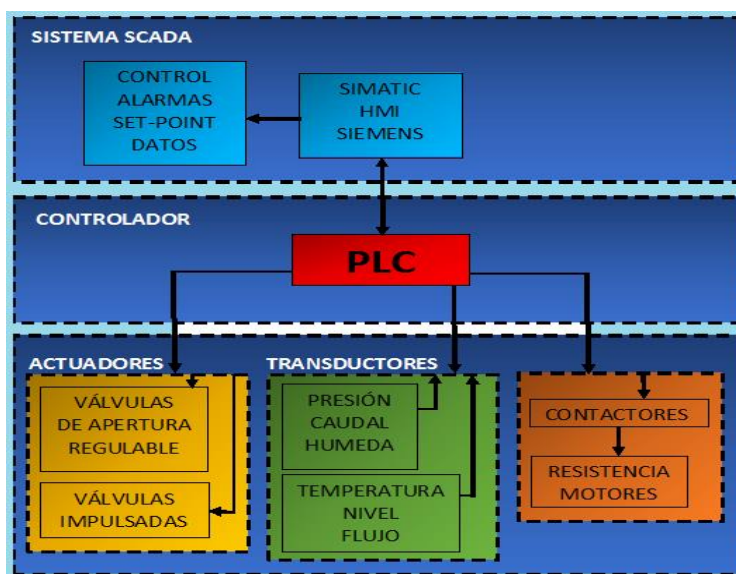 SISTEMA SCADA
CONTROL
ALARMAS
SET-POINT
DATOS
SIMATIC
HMI
SIEMENS
CONTROLADOR
PLC
ACTUADORES
VÁLVULAS
DE APERTURA
REGULABLE
VÁLVULAS
IMPULSADAS
TRANSDUCTORES
PRESIÓN
CAUDAL
HUMEDA
TEMPERATURA
NIVEL
FLUJO
CONTACTORES
RESISTENCIA
MOTORES